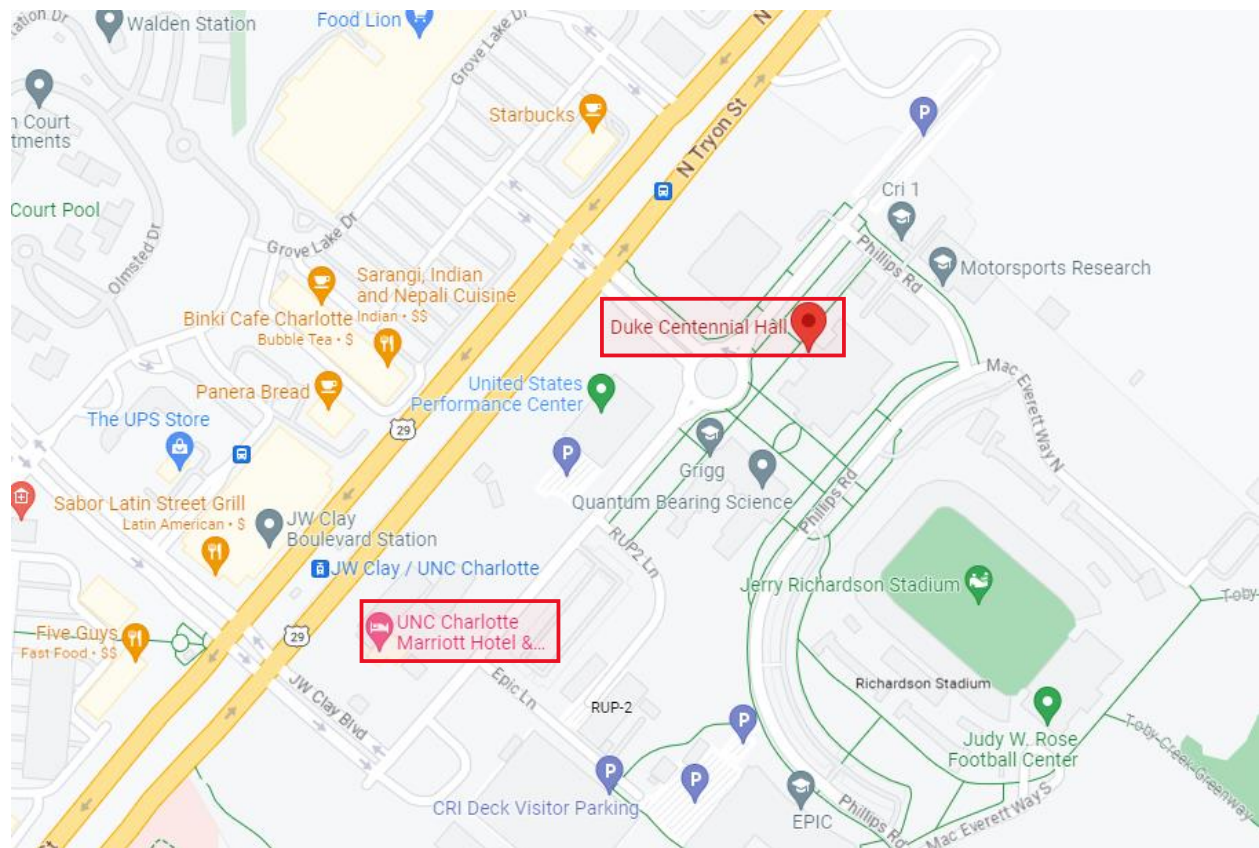 Station Dr
Walden Station
Food Lion
Grove Lake Dr
N
Starbucks
N Tryon St
P
Court
tments
Court Pool
Olmsted Dr
Grove Lake Dr
Cri 1
Phillips Rd
Motorsports Research
Sarangi, Indian
and Nepali Cuisine
Indian • $$
Binki Cafe Charlotte
Bubble Tea • $
Duke Centennial Hall
Panera Bread
United States
Performance Center
Mac Everett Way N
The UPS Store
29
P
Grigg
Quantum Bearing Science
Phillips Rd
Sabor Latin Street Grill
Latin American • $
JW Clay
Boulevard Station
RUP2 Ln
JW Clay / UNC Charlotte
Jerry Richardson Stadium
Toby
UNC Charlotte
Marriott Hotel &...
Five Guys
Fast Food • $$
29
JW Clay Blvd
Epic Ln
RUP-2
Richardson Stadium
P
Judy W. Rose
Football Center
Toby Creek Greenway
P
P
CRI Deck Visitor Parking
EPIC
Phillips Rd
Mac Everett Way S
St